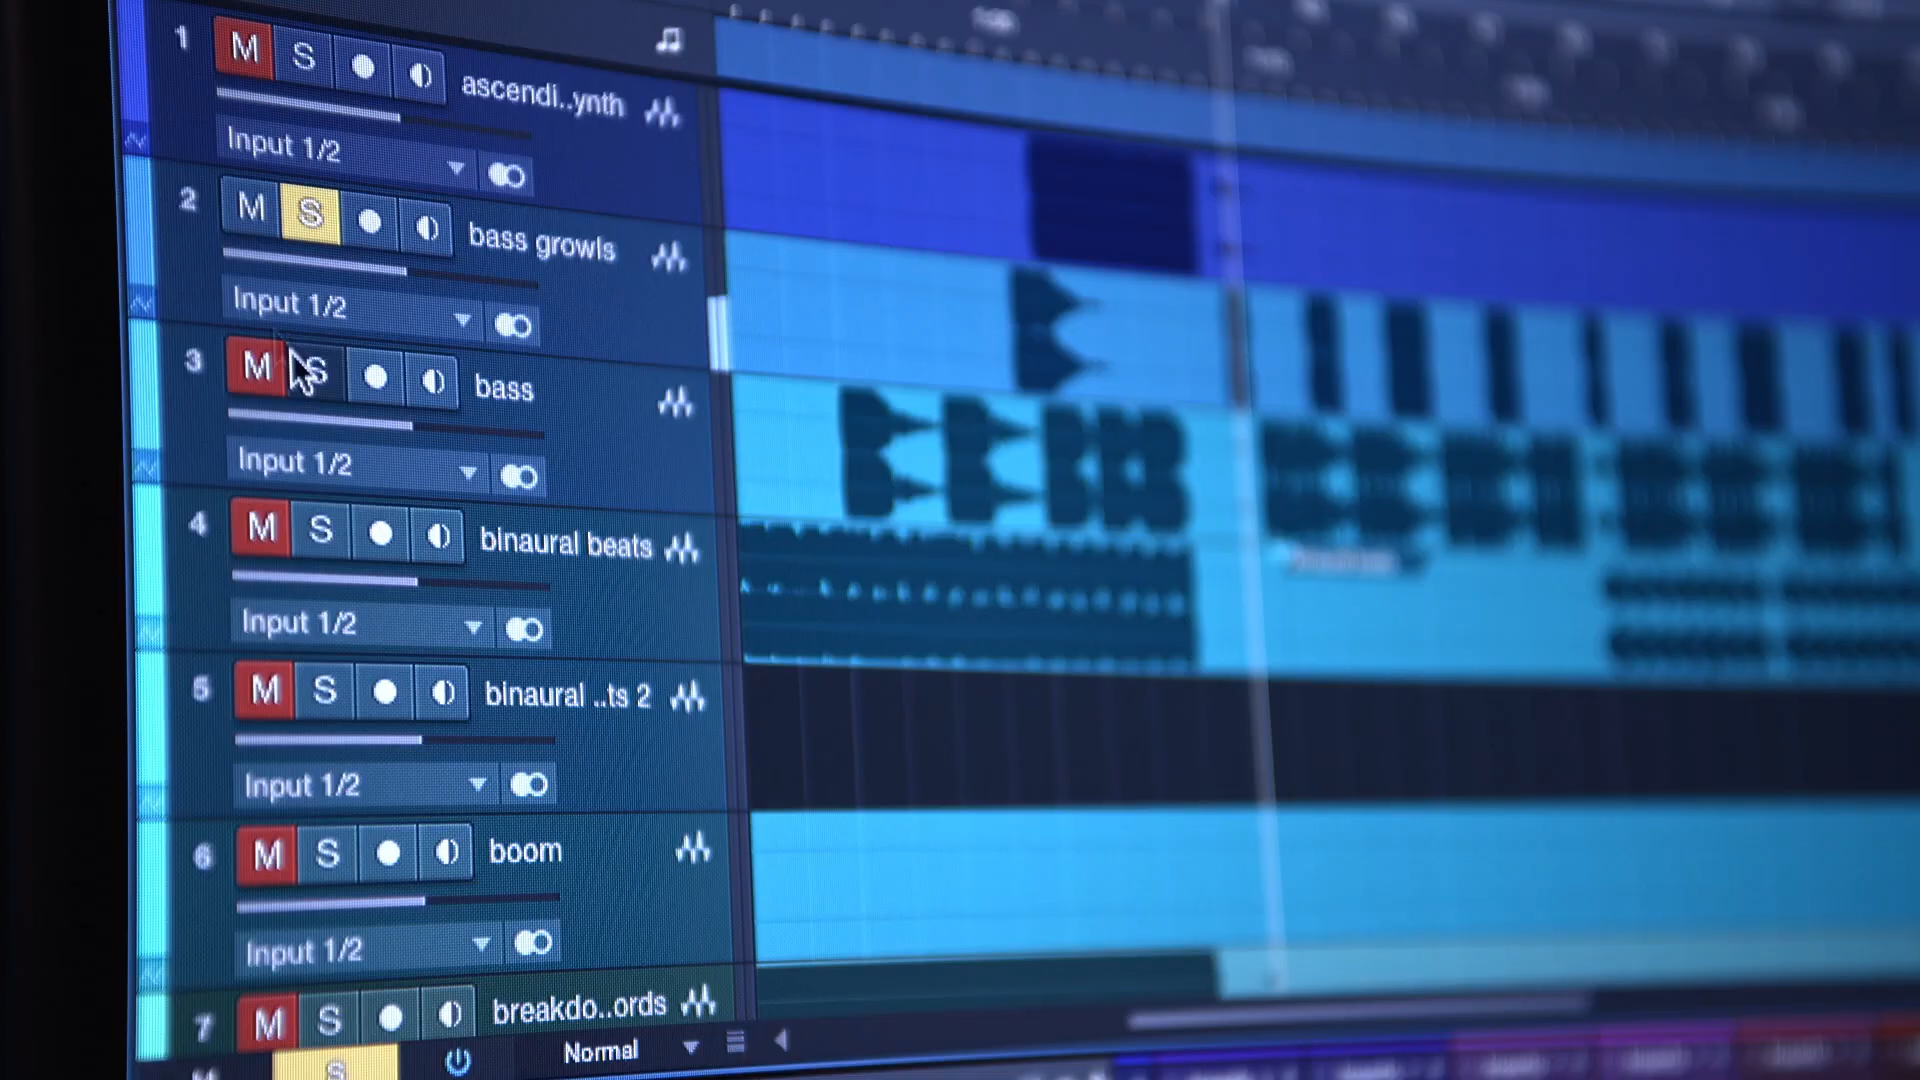 1 M S ascendi..ynth
Input 1/2
2 M S bass growls
Input 1/2
3 M S bass
Input 1/2
4 M S binaural beats
Input 1/2
5 M S binaural ..ts 2
Input 1/2
6 M S boom
Input 1/2
7 M S breakdo..ords
S Normal